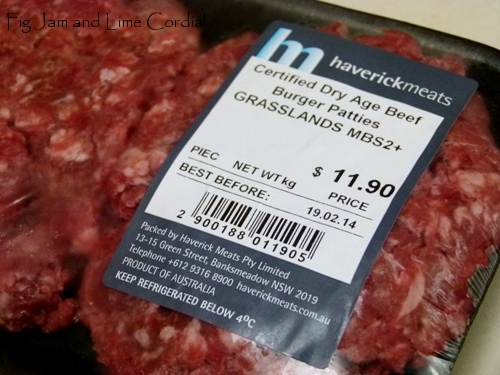 Fig Jam and Lime Cordial
hm haverickmeats
Certified Dry Age Beef
Burger Patties
GRASSLANDS MBS2+
$ 11.90
PIEC NET WT kg PRICE
BEST BEFORE: 19.02.14
2 900188 011905
Packed by Haverick Meats Pty Limited
13-15 Green Street, Banksmeadow NSW 2019
Telephone +612 9316 8900 haverickmeats.com.au
PRODUCT OF AUSTRALIA
KEEP REFRIGERATED BELOW 4ºC